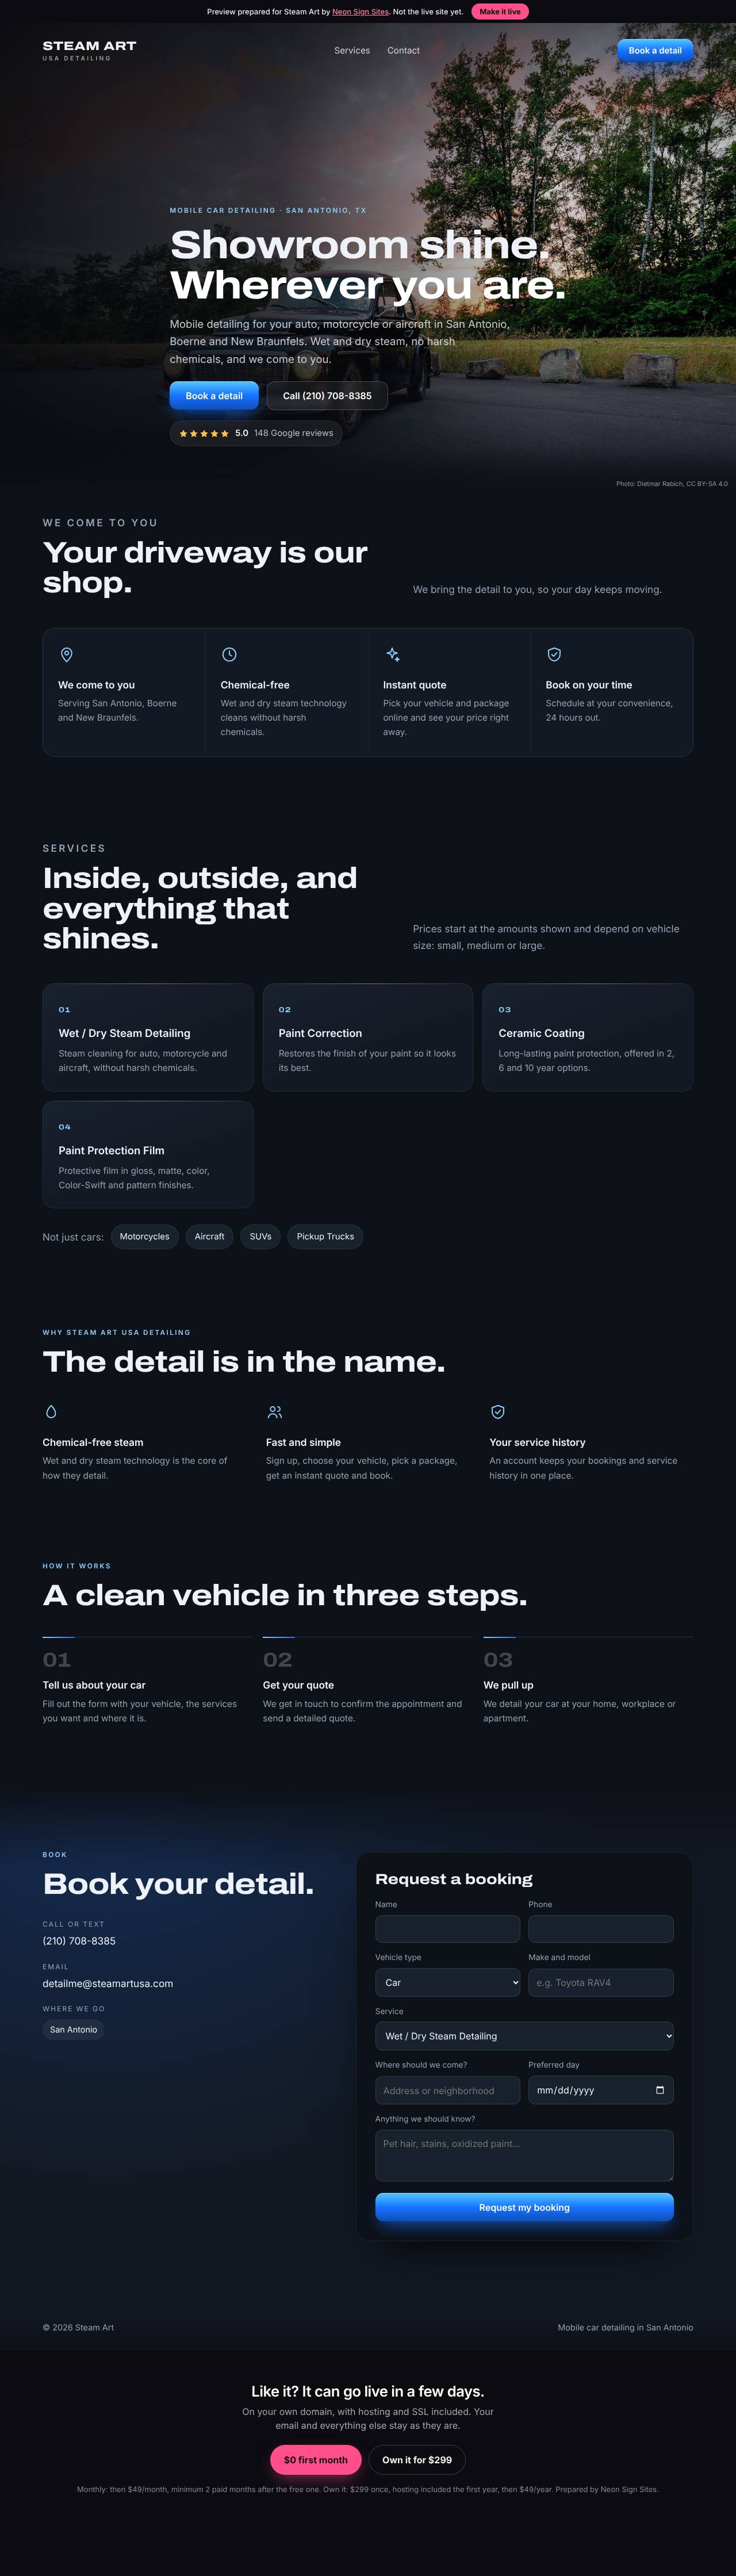 Preview prepared for Steam Art by Neon Sign Sites. Not the live site yet. Make it live
STEAM ART
USA DETAILING
Services Contact
Book a detail
MOBILE CAR DETAILING · SAN ANTONIO, TX
Showroom shine.
Wherever you are.
Mobile detailing for your auto, motorcycle or aircraft in San Antonio,
Boerne and New Braunfels. Wet and dry steam, no harsh
chemicals, and we come to you.
Book a detail
Call (210) 708-8385
★★★★★ 5.0 148 Google reviews
Photo: Dietmar Rabich, CC BY-SA 4.0
WE COME TO YOU
Your driveway is our
shop.
We bring the detail to you, so your day keeps moving.
We come to you
Serving San Antonio, Boerne
and New Braunfels.
Chemical-free
Wet and dry steam technology
cleans without harsh
chemicals.
Instant quote
Pick your vehicle and package
online and see your price right
away.
Book on your time
Schedule at your convenience,
24 hours out.
SERVICES
Inside, outside, and
everything that
shines.
Prices start at the amounts shown and depend on vehicle
size: small, medium or large.
01
Wet / Dry Steam Detailing
Steam cleaning for auto, motorcycle and
aircraft, without harsh chemicals.
02
Paint Correction
Restores the finish of your paint so it looks
its best.
03
Ceramic Coating
Long-lasting paint protection, offered in 2,
6 and 10 year options.
04
Paint Protection Film
Protective film in gloss, matte, color,
Color-Swift and pattern finishes.
Not just cars: Motorcycles Aircraft SUVs Pickup Trucks
WHY STEAM ART USA DETAILING
The detail is in the name.
Chemical-free steam
Wet and dry steam technology is the core of
how they detail.
Fast and simple
Sign up, choose your vehicle, pick a package,
get an instant quote and book.
Your service history
An account keeps your bookings and service
history in one place.
HOW IT WORKS
A clean vehicle in three steps.
01
Tell us about your car
Fill out the form with your vehicle, the services
you want and where it is.
02
Get your quote
We get in touch to confirm the appointment and
send a detailed quote.
03
We pull up
We detail your car at your home, workplace or
apartment.
BOOK
Book your detail.
CALL OR TEXT
(210) 708-8385
EMAIL
detailme@steamartusa.com
WHERE WE GO
San Antonio
Request a booking
Name
Phone
Vehicle type
Car
Make and model
e.g. Toyota RAV4
Service
Wet / Dry Steam Detailing
Where should we come?
Address or neighborhood
Preferred day
mm/dd/yyyy
Anything we should know?
Pet hair, stains, oxidized paint...
Request my booking
© 2026 Steam Art
Mobile car detailing in San Antonio
Like it? It can go live in a few days.
On your own domain, with hosting and SSL included. Your
email and everything else stay as they are.
$0 first month
Own it for $299
Monthly: then $49/month, minimum 2 paid months after the free one. Own it: $299 once, hosting included the first year, then $49/year. Prepared by Neon Sign Sites.